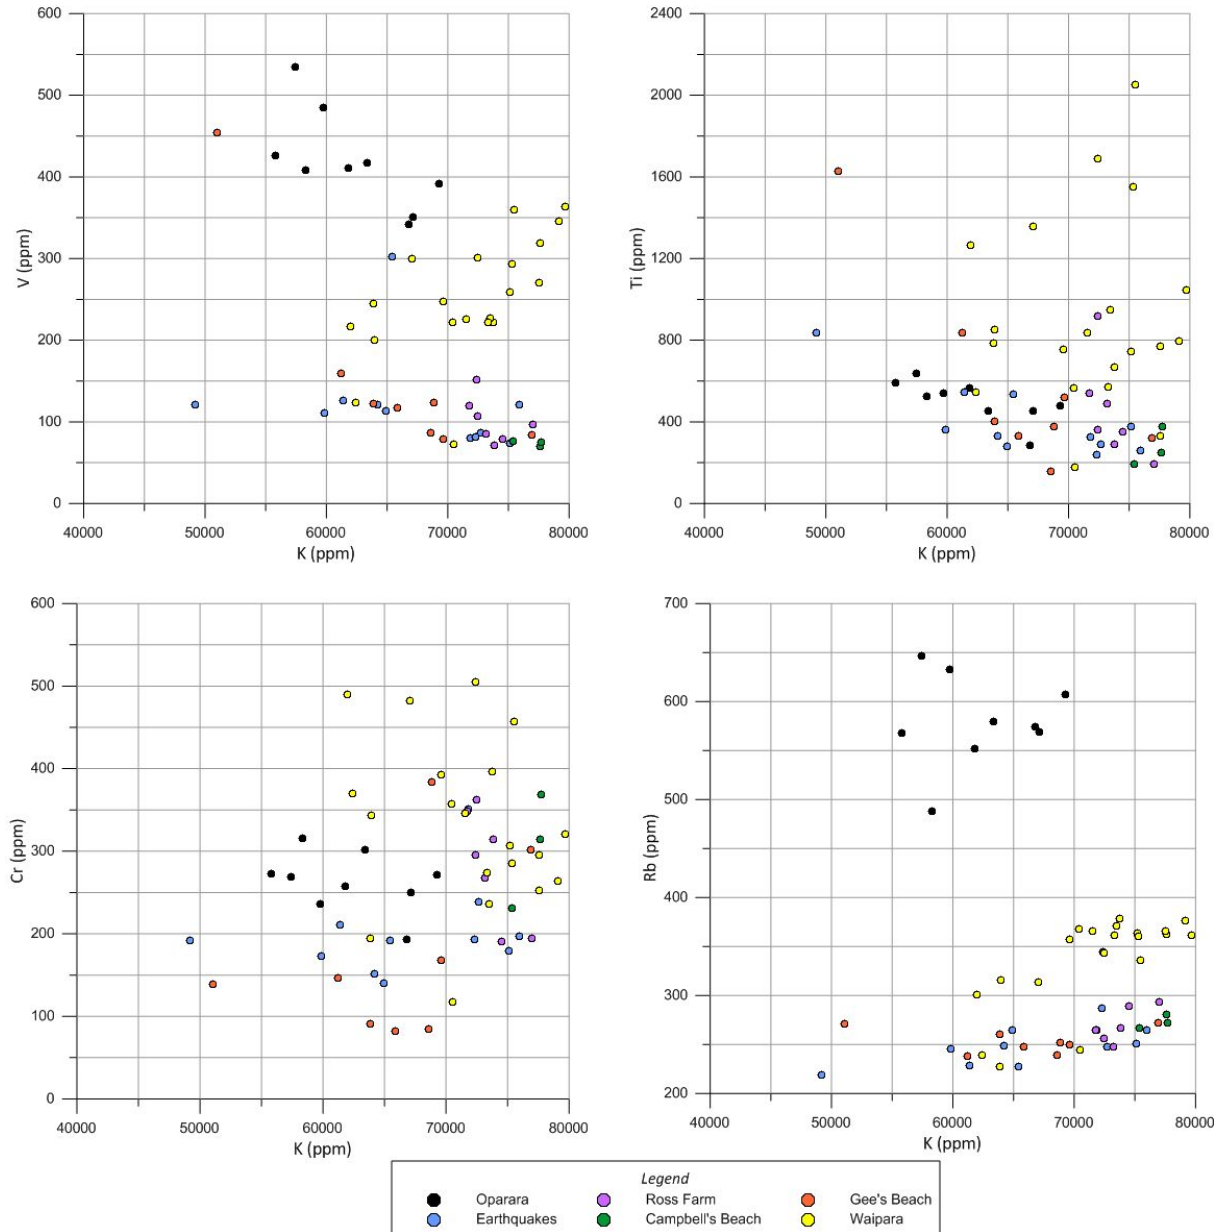 600
500
400
300
200
100
0
V (ppm)
40000 50000 60000 70000 80000
K (ppm)
2400
2000
1600
1200
800
400
0
Ti (ppm)
40000 50000 60000 70000 80000
K (ppm)
600
500
400
300
200
100
0
Cr (ppm)
40000 50000 60000 70000 80000
K (ppm)
700
600
500
400
300
200
Rb (ppm)
40000 50000 60000 70000 80000
K (ppm)
Legend
Oparara Ross Farm Gee's Beach
Earthquakes Campbell's Beach Waipara